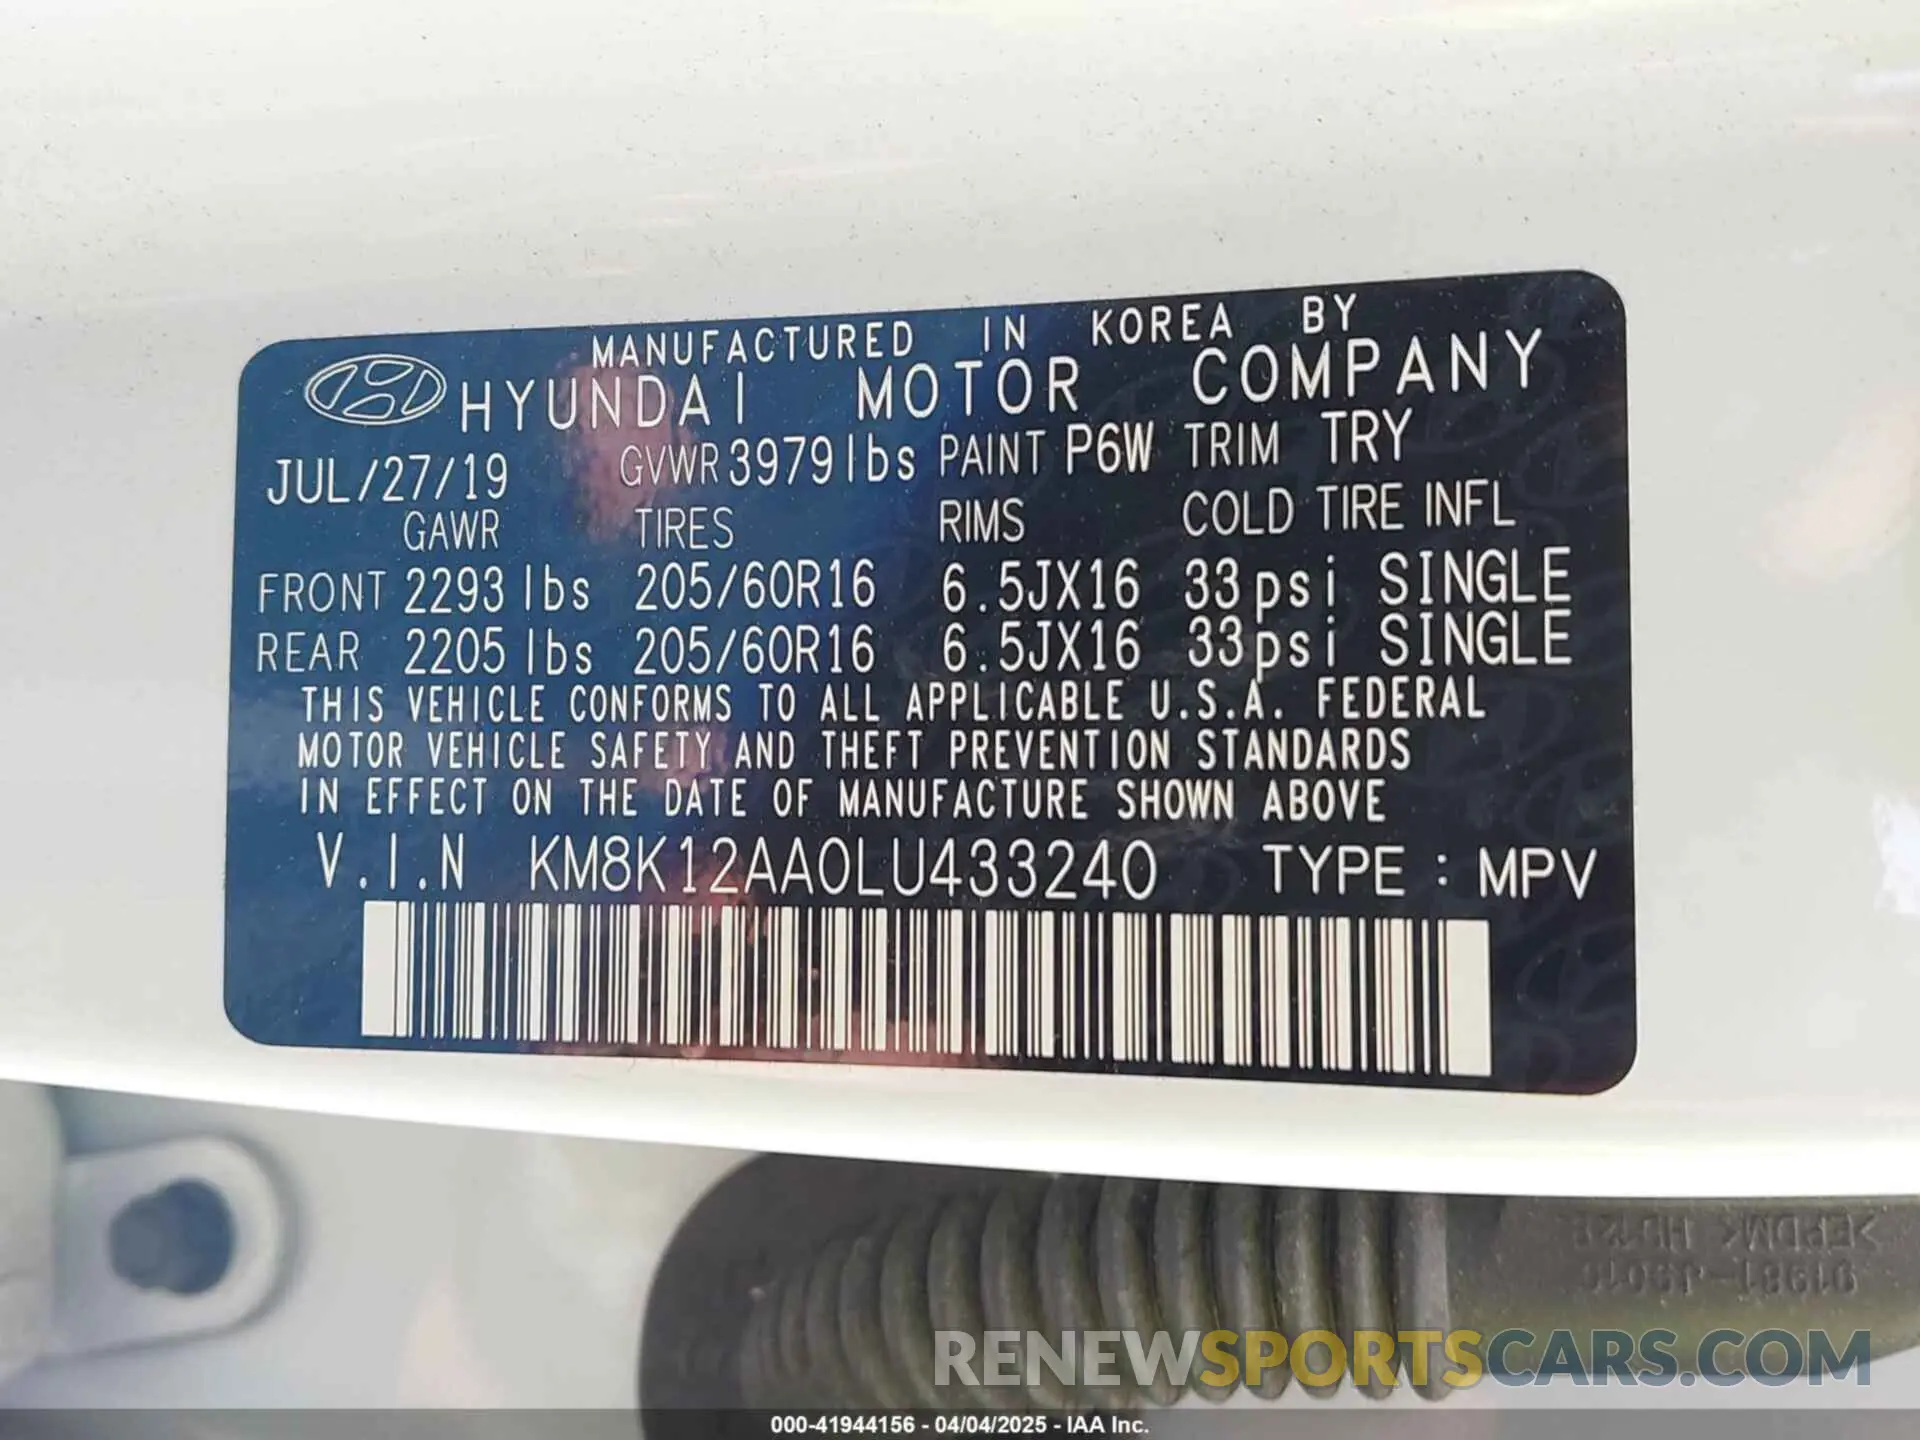 MANUFACTURED IN KOREA BY
HYUNDAI MOTOR COMPANY
JUL/27/19 GVWR 3979lbs PAINT P6W TRIM TRY
GAWR TIRES RIMS COLD TIRE INFL
FRONT 2293 lbs 205/60R16 6.5JX16 33psi SINGLE
REAR 2205 lbs 205/60R16 6.5JX16 33psi SINGLE
THIS VEHICLE CONFORMS TO ALL APPLICABLE U.S.A. FEDERAL
MOTOR VEHICLE SAFETY AND THEFT PREVENTION STANDARDS
IN EFFECT ON THE DATE OF MANUFACTURE SHOWN ABOVE
V.I.N KM8K12AA0LU433240 TYPE : MPV
>EPDM<
RENEWSPORTSCARS.COM
000-41944156 - 04/04/2025 - IAA Inc.